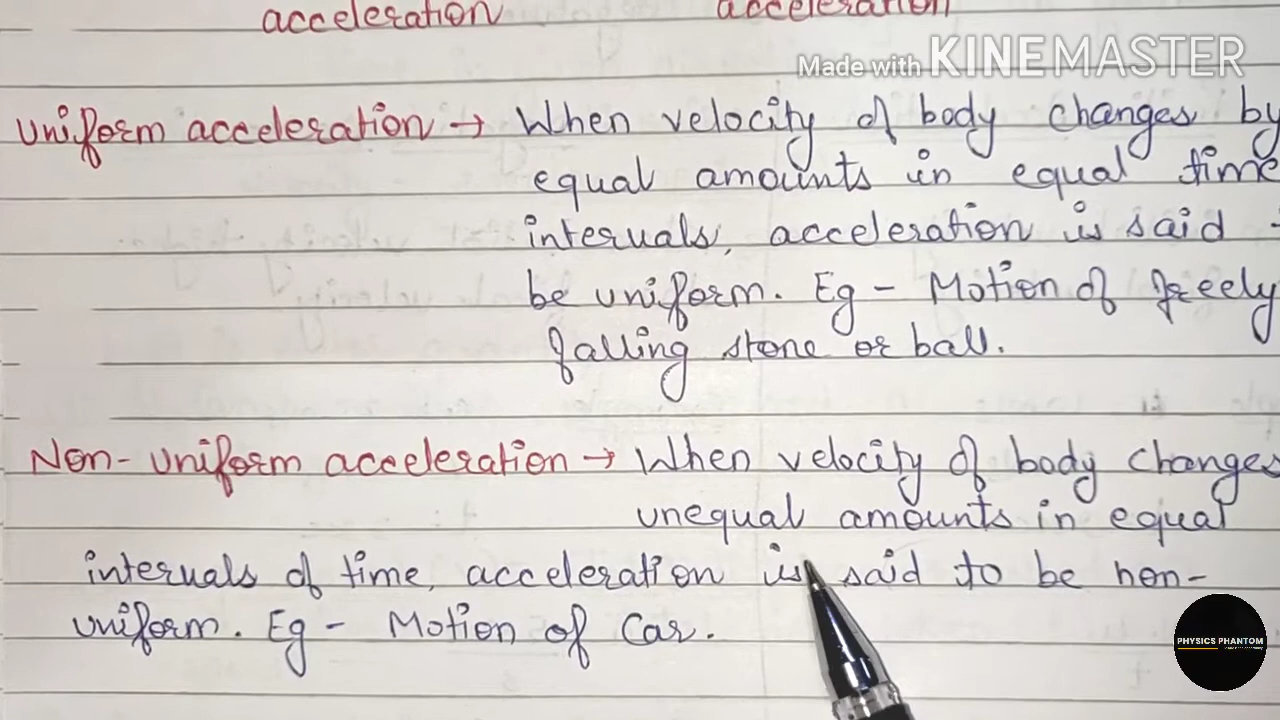 acceleration acceleration
Made with KINEMASTER
uniform acceleration → When velocity of body changes by
equal amounts in equal time
intervals, acceleration is said
be uniform. Eg - Motion of freely
falling stone or ball.
Non-uniform acceleration → When velocity of body changes
unequal amounts in equal
intervals of time, acceleration is said to be non-
uniform. Eg - Motion of Car.
PHYSICS PHANTOM